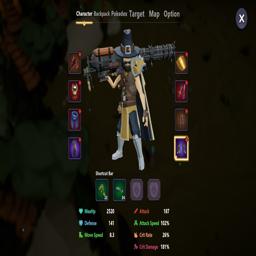 Character Backpack Pokedex Target Map Option
X
Shortcut Bar
MaxHp 2520
Attack 187
Defense 141
Attack Speed 102%
Move Speed 8.3
Crit Rate 26%
Crit Damage 181%